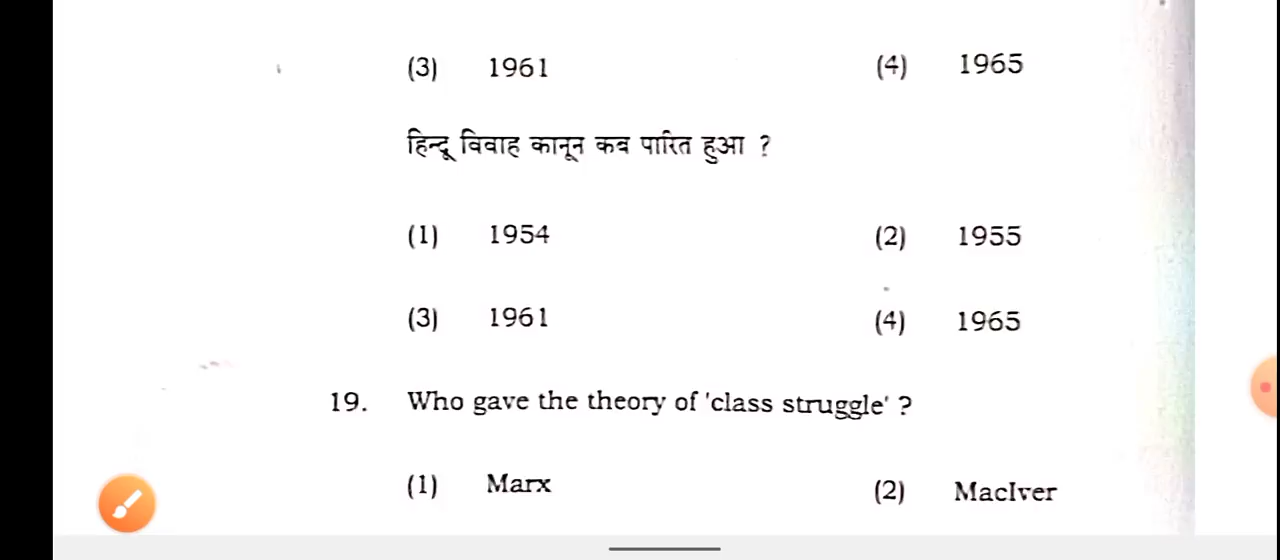 (3) 1961 (4) 1965
हिन्दू विवाह कानून कब पारित हुआ ?
(1) 1954 (2) 1955
(3) 1961 (4) 1965
19. Who gave the theory of 'class struggle' ?
(1) Marx (2) MacIver